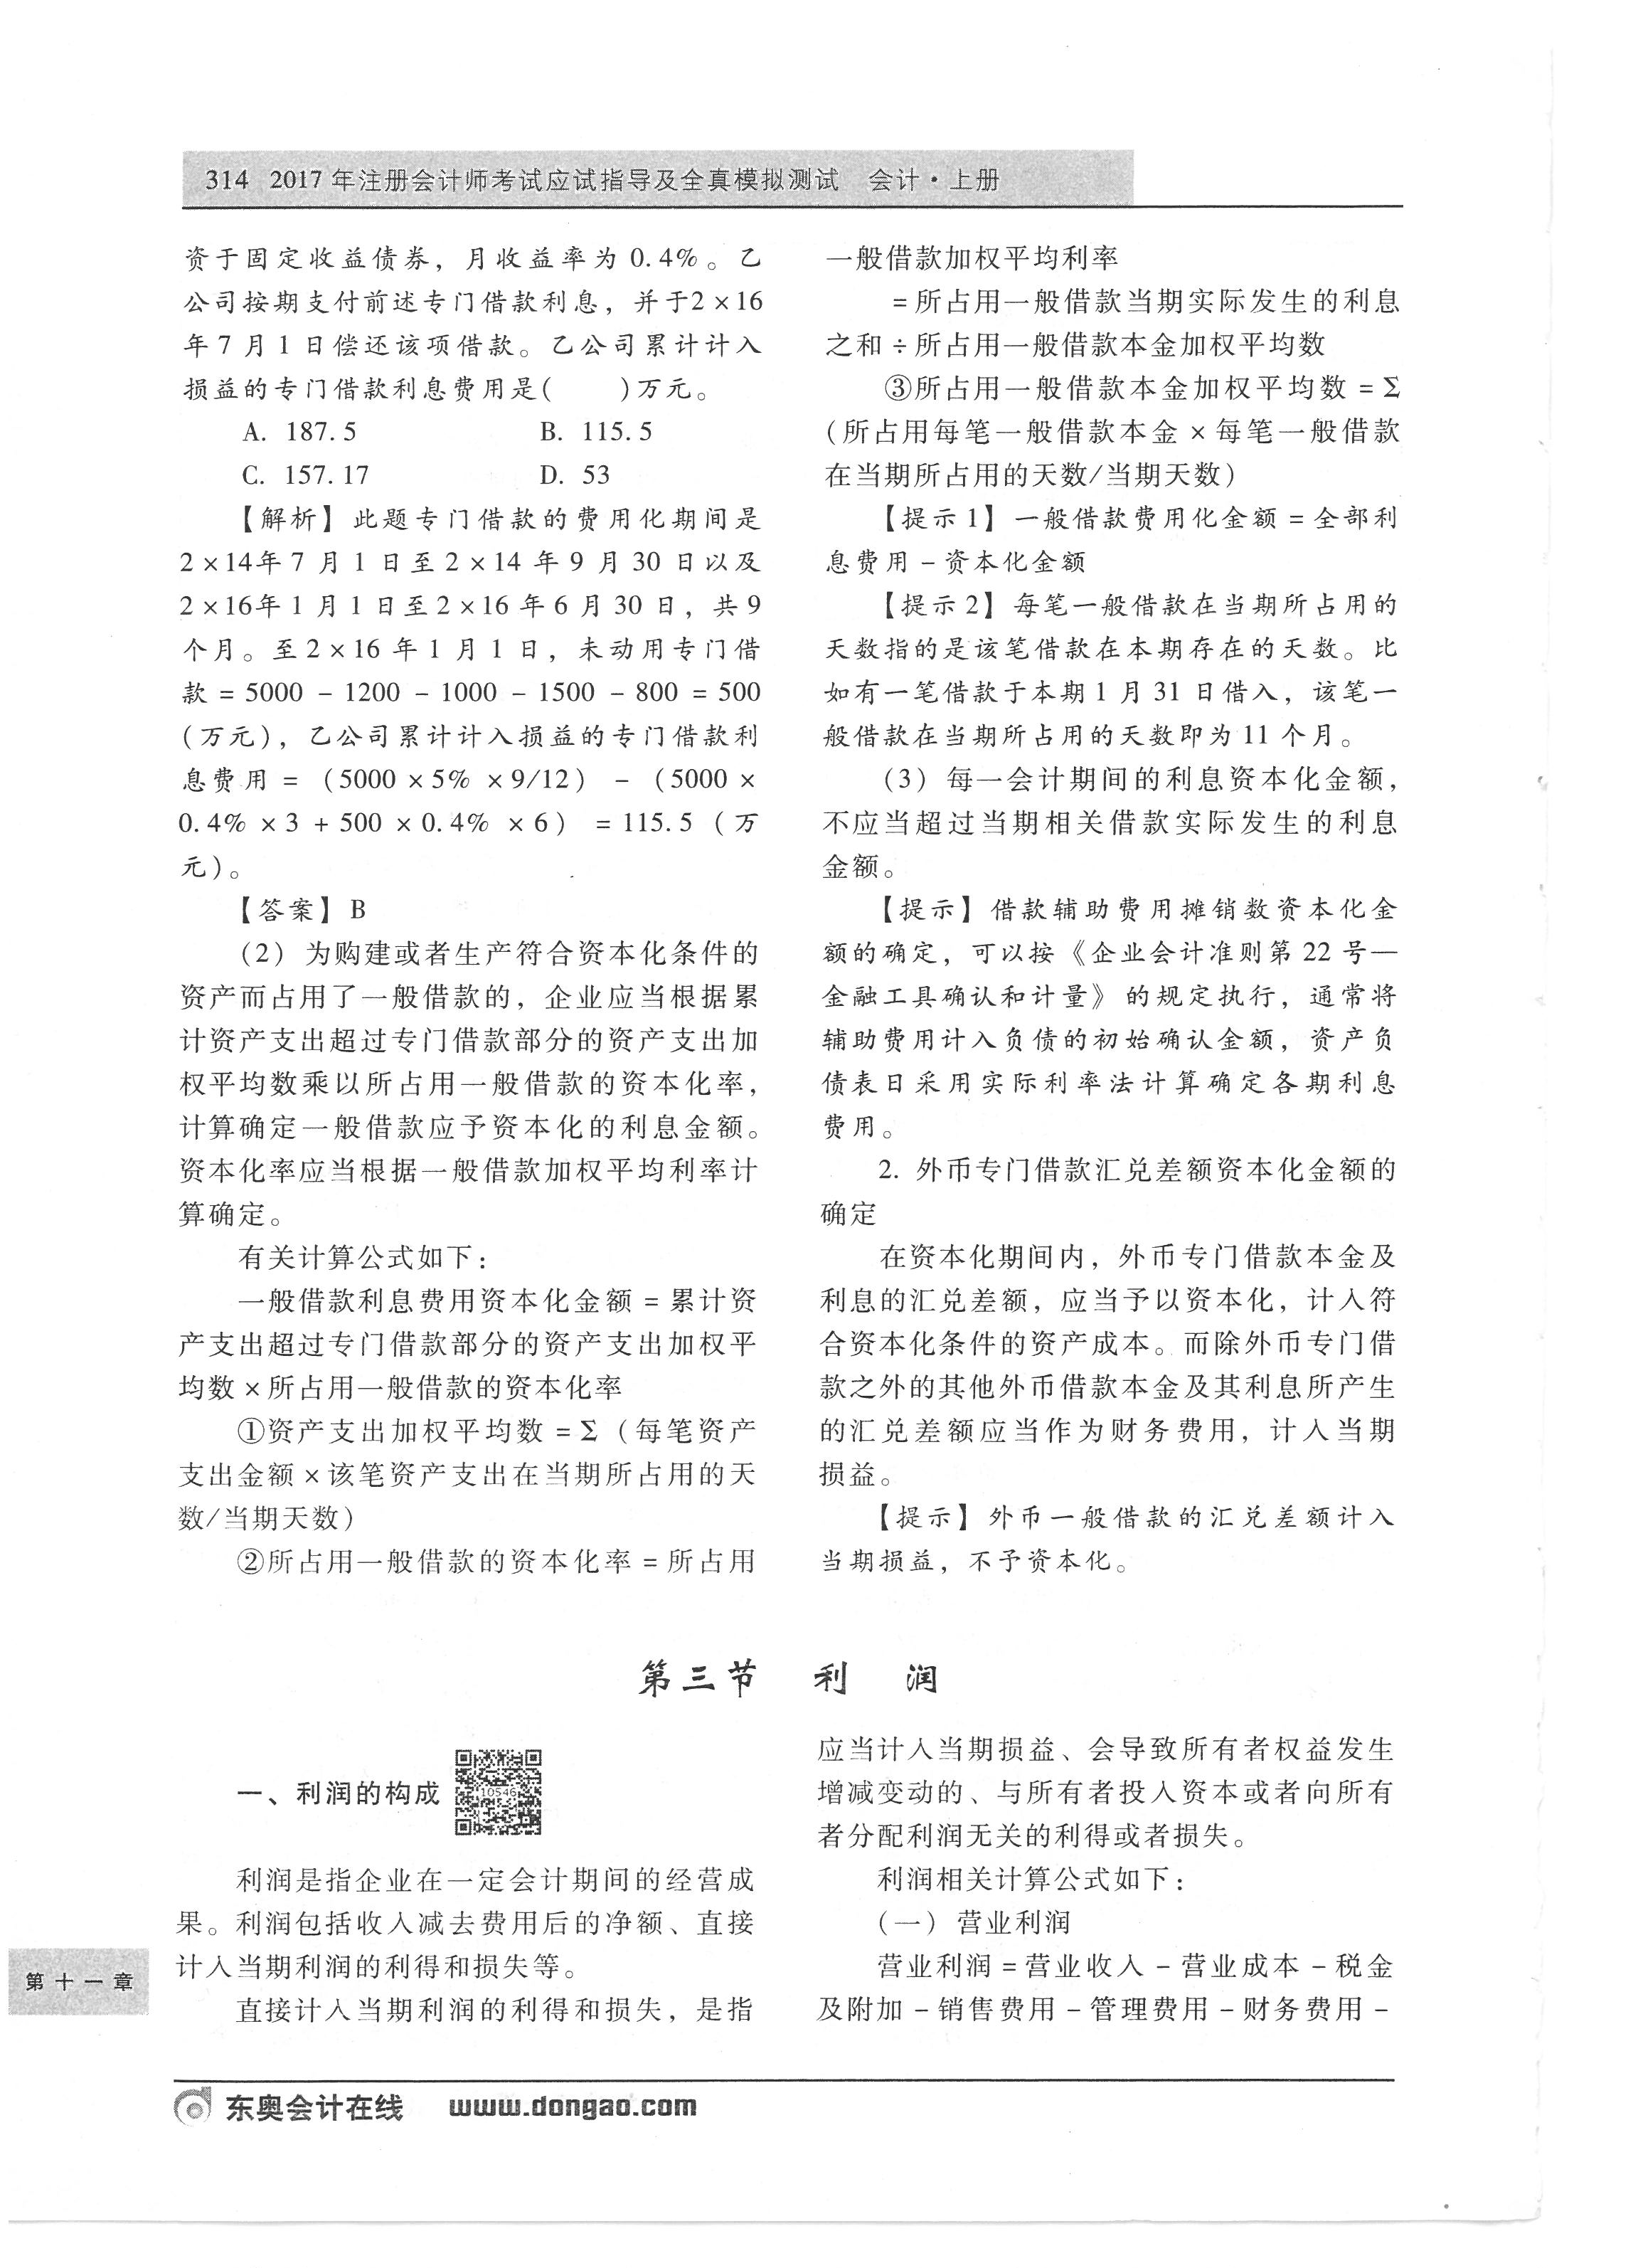 314 2017年注册会计师考试应试指导及全真模拟测试 会计·上册
资于固定收益债券，月收益率为0.4%。乙
公司按期支付前述专门借款利息，并于2×16
年7月1日偿还该项借款。乙公司累计计入
损益的专门借款利息费用是( )万元。
A. 187.5 B. 115.5
C. 157.17 D. 53
【解析】此题专门借款的费用化期间是
2×14年7月1日至2×14年9月30日以及
2×16年1月1日至2×16年6月30日，共9
个月。至2×16年1月1日，未动用专门借
款=5000-1200-1000-1500-800=500
(万元)，乙公司累计计入损益的专门借款利
息费用=(5000×5%×9/12)-(5000×
0.4%×3+500×0.4%×6)=115.5(万
元)。
【答案】B
(2) 为购建或者生产符合资本化条件的
资产而占用了一般借款的，企业应当根据累
计资产支出超过专门借款部分的资产支出加
权平均数乘以所占用一般借款的资本化率，
计算确定一般借款应予资本化的利息金额。
资本化率应当根据一般借款加权平均利率计
算确定。
有关计算公式如下：
一般借款利息费用资本化金额=累计资
产支出超过专门借款部分的资产支出加权平
均数×所占用一般借款的资本化率
①资产支出加权平均数=Σ(每笔资产
支出金额×该笔资产支出在当期所占用的天
数/当期天数)
②所占用一般借款的资本化率=所占用
一般借款加权平均利率
=所占用一般借款当期实际发生的利息
之和÷所占用一般借款本金加权平均数
③所占用一般借款本金加权平均数=Σ
(所占用每笔一般借款本金×每笔一般借款
在当期所占用的天数/当期天数)
【提示1】一般借款费用化金额=全部利
息费用-资本化金额
【提示2】每笔一般借款在当期所占用的
天数指的是该笔借款在本期存在的天数。比
如有一笔借款于本期1月31日借入，该笔一
般借款在当期所占用的天数即为11个月。
(3) 每一会计期间的利息资本化金额，
不应当超过当期相关借款实际发生的利息
金额。
【提示】借款辅助费用摊销数资本化金
额的确定，可以按《企业会计准则第22号—
金融工具确认和计量》的规定执行，通常将
辅助费用计入负债的初始确认金额，资产负
债表日采用实际利率法计算确定各期利息
费用。
2. 外币专门借款汇兑差额资本化金额的
确定
在资本化期间内，外币专门借款本金及
利息的汇兑差额，应当予以资本化，计入符
合资本化条件的资产成本。而除外币专门借
款之外的其他外币借款本金及其利息所产生
的汇兑差额应当作为财务费用，计入当期
损益。
【提示】外币一般借款的汇兑差额计入
当期损益，不予资本化。
第三节 利 润
一、利润的构成
10546
利润是指企业在一定会计期间的经营成
果。利润包括收入减去费用后的净额、直接
计入当期利润的利得和损失等。
直接计入当期利润的利得和损失，是指
应当计入当期损益、会导致所有者权益发生
增减变动的、与所有者投入资本或者向所有
者分配利润无关的利得或者损失。
利润相关计算公式如下：
(一) 营业利润
营业利润=营业收入-营业成本-税金
及附加-销售费用-管理费用-财务费用-
第十一章
东奥会计在线 www.dongao.com